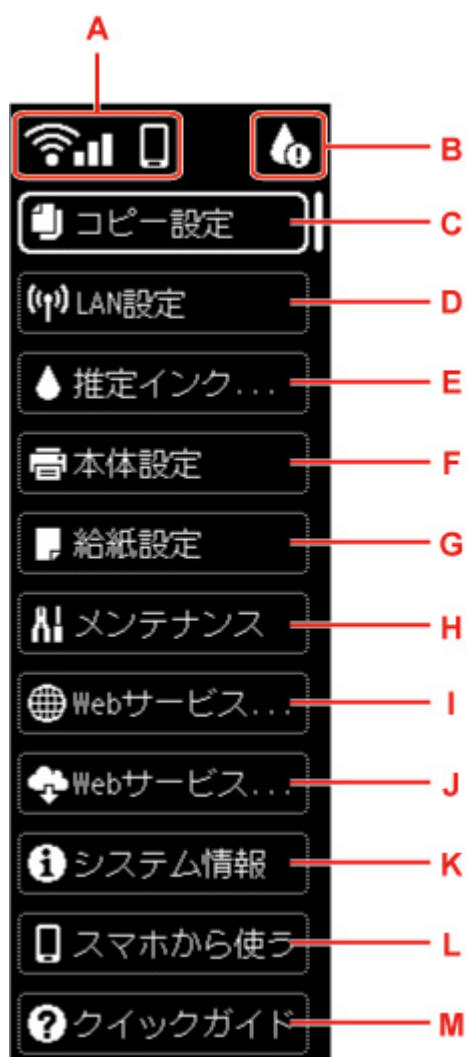 A
B
コピー設定 C
LAN設定 D
推定インク... E
本体設定 F
給紙設定 G
メンテナンス H
Webサービス... I
Webサービス... J
システム情報 K
スマホから使う L
クイックガイド M